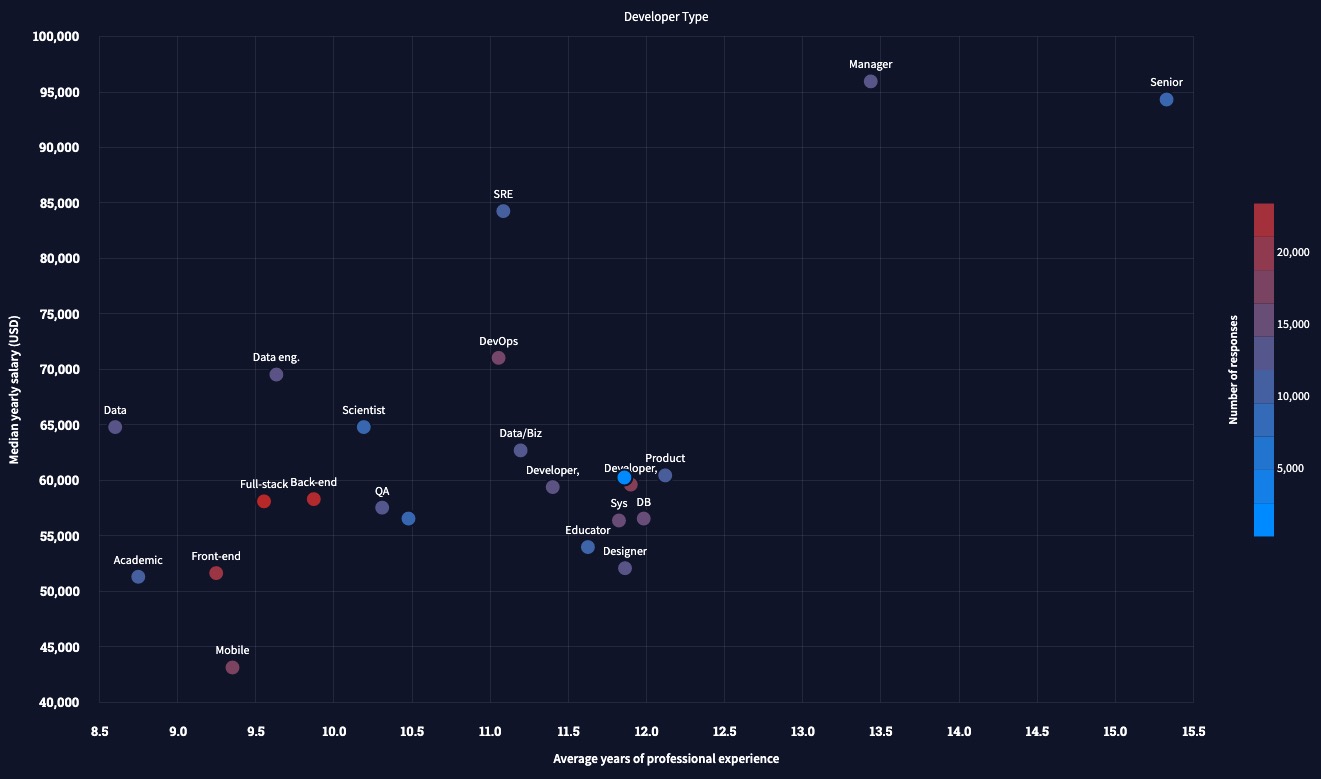 Developer Type
100,000
95,000
90,000
85,000
80,000
75,000
70,000
65,000
60,000
55,000
50,000
45,000
40,000
Median yearly salary (USD)
Manager
Senior
SRE
DevOps
Data eng.
Data
Scientist
Data/Biz
Developer,
Developer,
Product
Full-stack
Back-end
QA
Sys
DB
Educator
Designer
Academic
Front-end
Mobile
8.5
9.0
9.5
10.0
10.5
11.0
11.5
12.0
12.5
13.0
13.5
14.0
14.5
15.0
15.5
Average years of professional experience
Number of responses
20,000
15,000
10,000
5,000